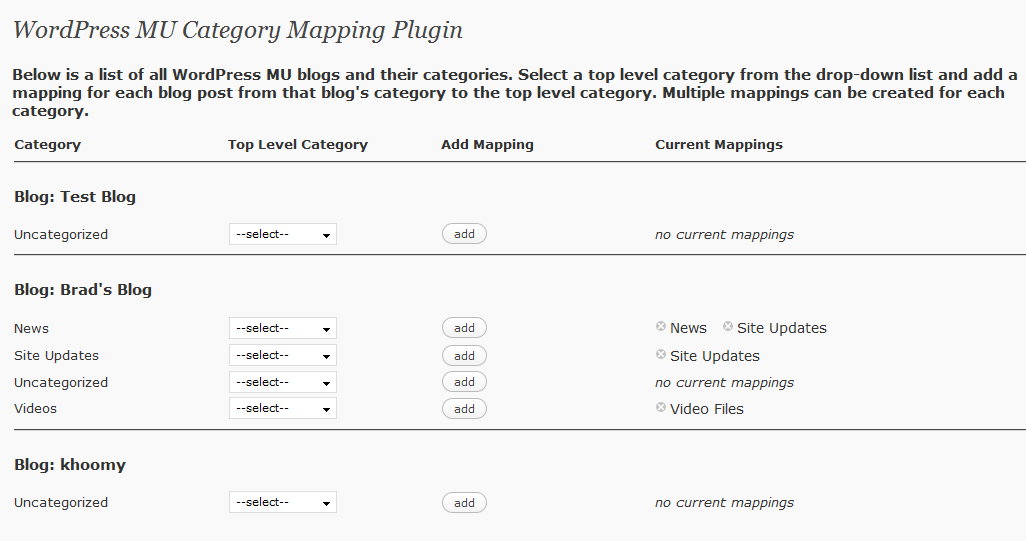 WordPress MU Category Mapping Plugin
Below is a list of all WordPress MU blogs and their categories. Select a top level category from the drop-down list and add a
mapping for each blog post from that blog's category to the top level category. Multiple mappings can be created for each
category.
Category Top Level Category Add Mapping Current Mappings
Blog: Test Blog
Uncategorized --select-- add no current mappings
Blog: Brad's Blog
News --select-- add News Site Updates
Site Updates --select-- add Site Updates
Uncategorized --select-- add no current mappings
Videos --select-- add Video Files
Blog: khoomy
Uncategorized --select-- add no current mappings